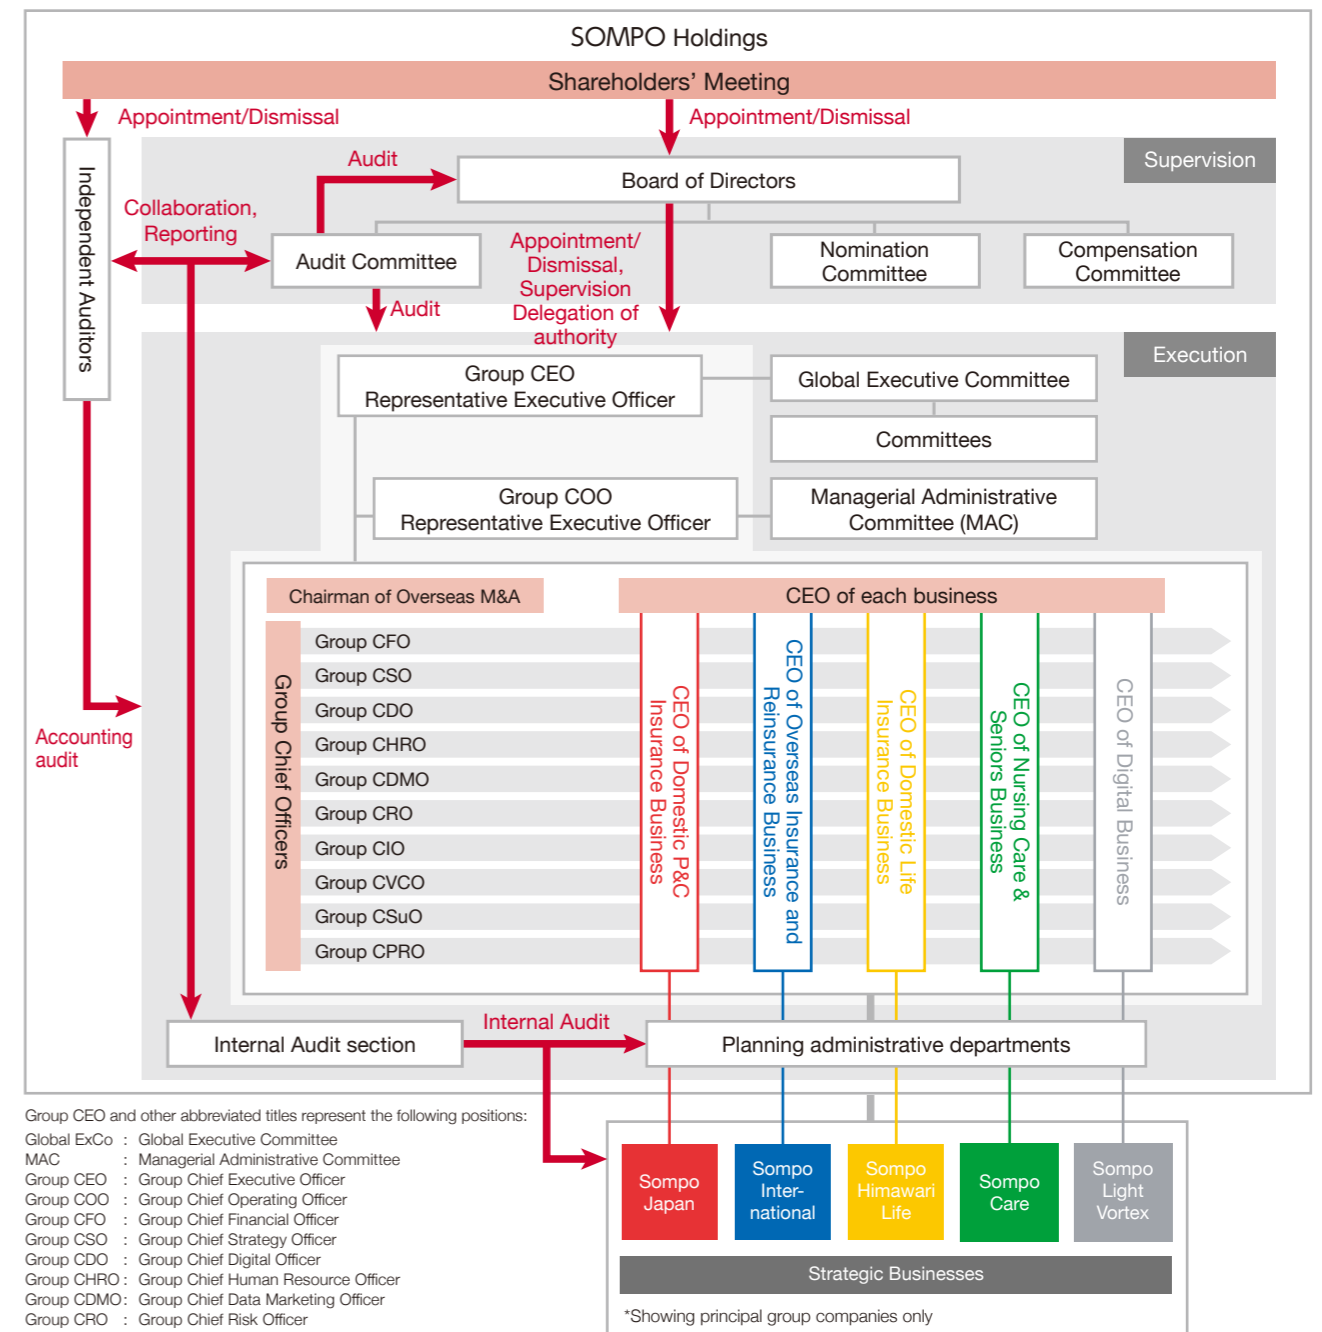 SOMPO Holdings
Shareholders' Meeting
Appointment/Dismissal
Appointment/Dismissal
Supervision
Independent Auditors
Audit
Board of Directors
Collaboration,
Reporting
Audit Committee
Appointment/
Dismissal,
Supervision
Delegation of
authority
Nomination
Committee
Compensation
Committee
Audit
Execution
Group CEO
Representative Executive Officer
Global Executive Committee
Committees
Group COO
Representative Executive Officer
Managerial Administrative
Committee (MAC)
Chairman of Overseas M&A
CEO of each business
Group Chief Officers
Group CFO
Group CSO
Group CDO
Group CHRO
Group CDMO
Group CRO
Group CIO
Group CVCO
Group CSuO
Group CPRO
CEO of Domestic P&C
Insurance Business
CEO of Overseas Insurance and
Reinsurance Business
CEO of Domestic Life
Insurance Business
CEO of Nursing Care &
Seniors Business
CEO of Digital Business
Accounting
audit
Internal Audit section
Internal Audit
Planning administrative departments
Sompo
Japan
Sompo
Inter-
national
Sompo
Himawari
Life
Sompo
Care
Sompo
Light
Vortex
Strategic Businesses
*Showing principal group companies only
Group CEO and other abbreviated titles represent the following positions:
Global ExCo : Global Executive Committee
MAC : Managerial Administrative Committee
Group CEO : Group Chief Executive Officer
Group COO : Group Chief Operating Officer
Group CFO : Group Chief Financial Officer
Group CSO : Group Chief Strategy Officer
Group CDO : Group Chief Digital Officer
Group CHRO : Group Chief Human Resource Officer
Group CDMO : Group Chief Data Marketing Officer
Group CRO : Group Chief Risk Officer